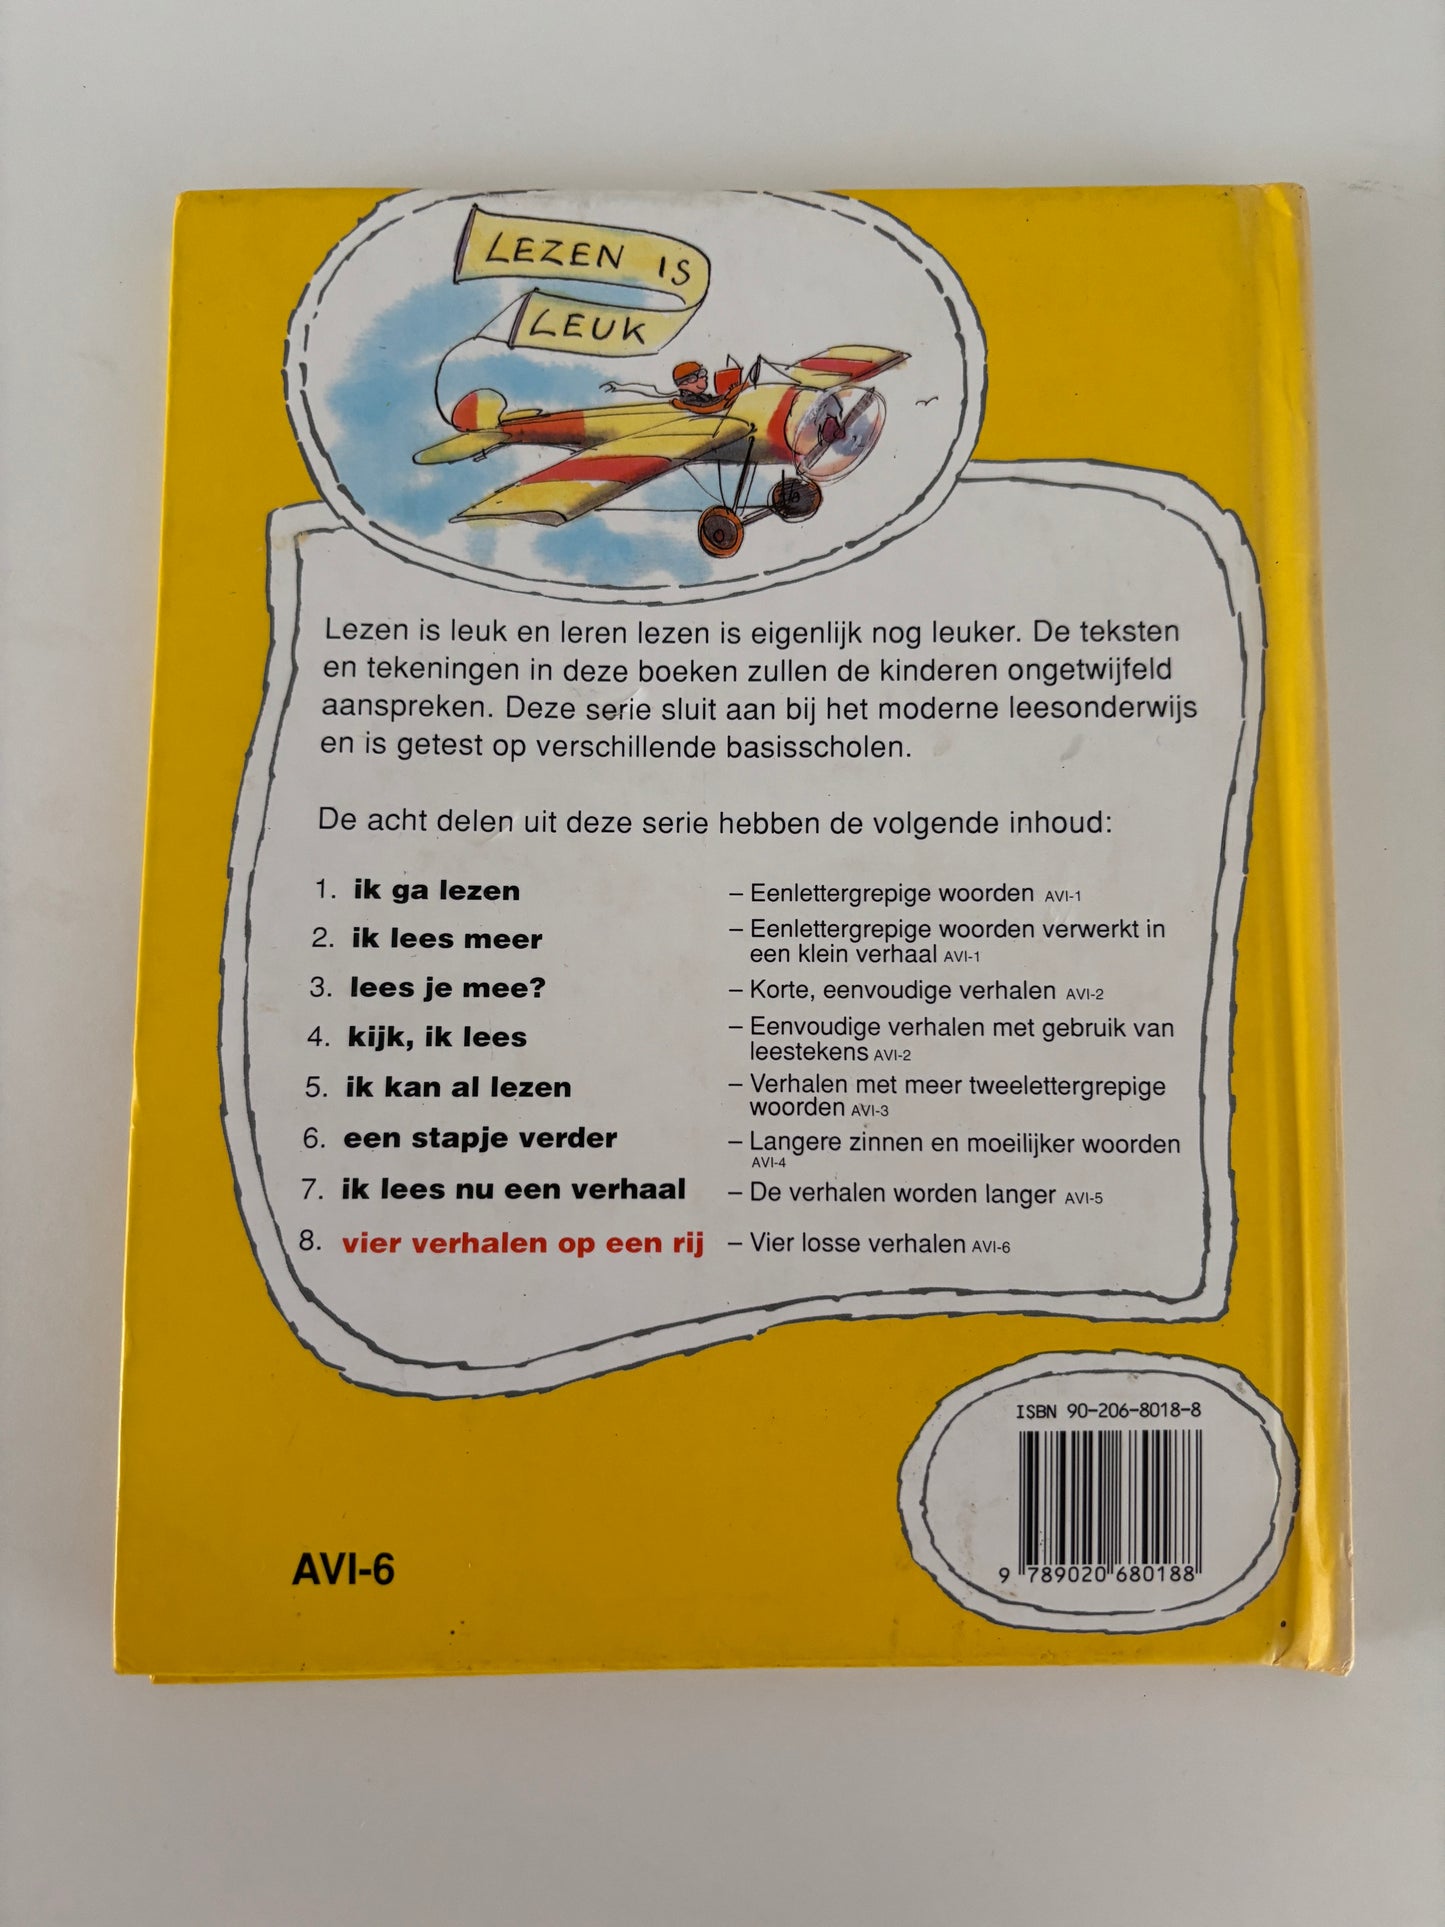 LEZEN IS
LEUK
Lezen is leuk en leren lezen is eigenlijk nog leuker. De teksten
en tekeningen in deze boeken zullen de kinderen ongetwijfeld
aanspreken. Deze serie sluit aan bij het moderne leesonderwijs
en is getest op verschillende basisscholen.
De acht delen uit deze serie hebben de volgende inhoud:
1. ik ga lezen – Eenlettergrepige woorden AVI-1
2. ik lees meer – Eenlettergrepige woorden verwerkt in
een klein verhaal AVI-1
3. lees je mee? – Korte, eenvoudige verhalen AVI-2
4. kijk, ik lees – Eenvoudige verhalen met gebruik van
leestekens AVI-2
5. ik kan al lezen – Verhalen met meer tweelettergrepige
woorden AVI-3
6. een stapje verder – Langere zinnen en moeilijker woorden
AVI-4
7. ik lees nu een verhaal – De verhalen worden langer AVI-5
8. vier verhalen op een rij – Vier losse verhalen AVI-6
ISBN 90-206-8018-8
9 789020 680188
AVI-6